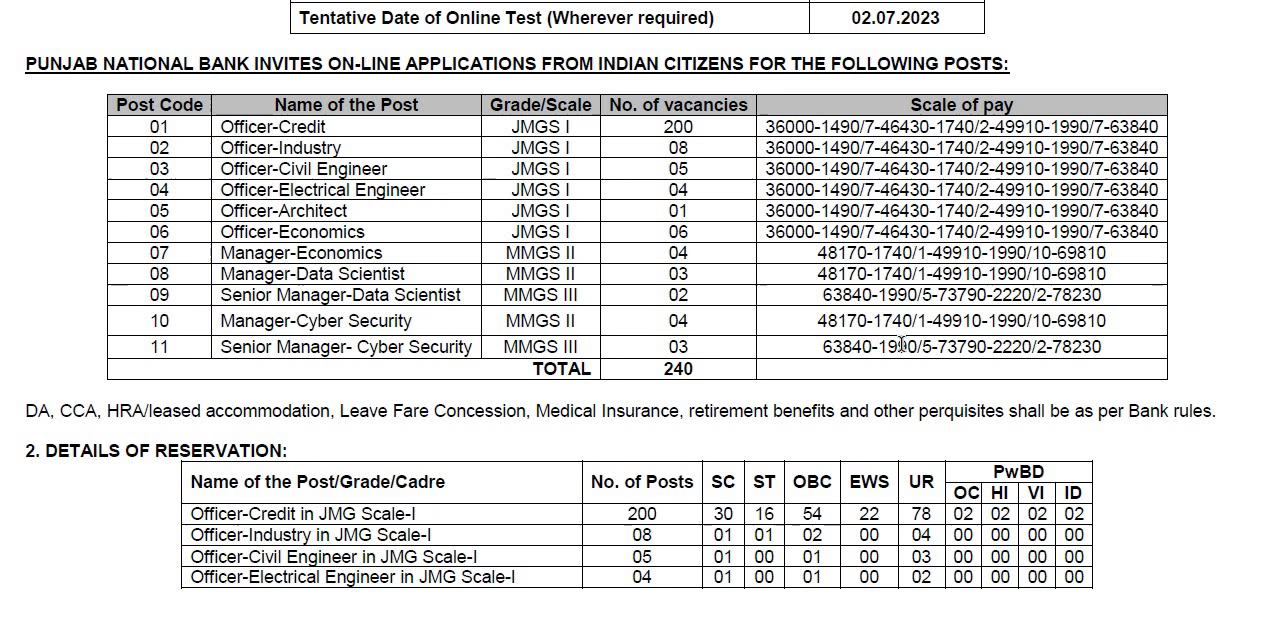 Tentative Date of Online Test (Wherever required) 02.07.2023
PUNJAB NATIONAL BANK INVITES ON-LINE APPLICATIONS FROM INDIAN CITIZENS FOR THE FOLLOWING POSTS:
Post Code Name of the Post Grade/Scale No. of vacancies Scale of pay
01 Officer-Credit JMGS I 200 36000-1490/7-46430-1740/2-49910-1990/7-63840
02 Officer-Industry JMGS I 08 36000-1490/7-46430-1740/2-49910-1990/7-63840
03 Officer-Civil Engineer JMGS I 05 36000-1490/7-46430-1740/2-49910-1990/7-63840
04 Officer-Electrical Engineer JMGS I 04 36000-1490/7-46430-1740/2-49910-1990/7-63840
05 Officer-Architect JMGS I 01 36000-1490/7-46430-1740/2-49910-1990/7-63840
06 Officer-Economics JMGS I 06 36000-1490/7-46430-1740/2-49910-1990/7-63840
07 Manager-Economics MMGS II 04 48170-1740/1-49910-1990/10-69810
08 Manager-Data Scientist MMGS II 03 48170-1740/1-49910-1990/10-69810
09 Senior Manager-Data Scientist MMGS III 02 63840-1990/5-73790-2220/2-78230
10 Manager-Cyber Security MMGS II 04 48170-1740/1-49910-1990/10-69810
11 Senior Manager- Cyber Security MMGS III 03 63840-1990/5-73790-2220/2-78230
TOTAL 240
DA, CCA, HRA/leased accommodation, Leave Fare Concession, Medical Insurance, retirement benefits and other perquisites shall be as per Bank rules.
2. DETAILS OF RESERVATION:
Name of the Post/Grade/Cadre No. of Posts SC ST OBC EWS UR PwBD
OC HI VI ID
Officer-Credit in JMG Scale-I 200 30 16 54 22 78 02 02 02 02
Officer-Industry in JMG Scale-I 08 01 01 02 00 04 00 00 00 00
Officer-Civil Engineer in JMG Scale-I 05 01 00 01 00 03 00 00 00 00
Officer-Electrical Engineer in JMG Scale-I 04 01 00 01 00 02 00 00 00 00